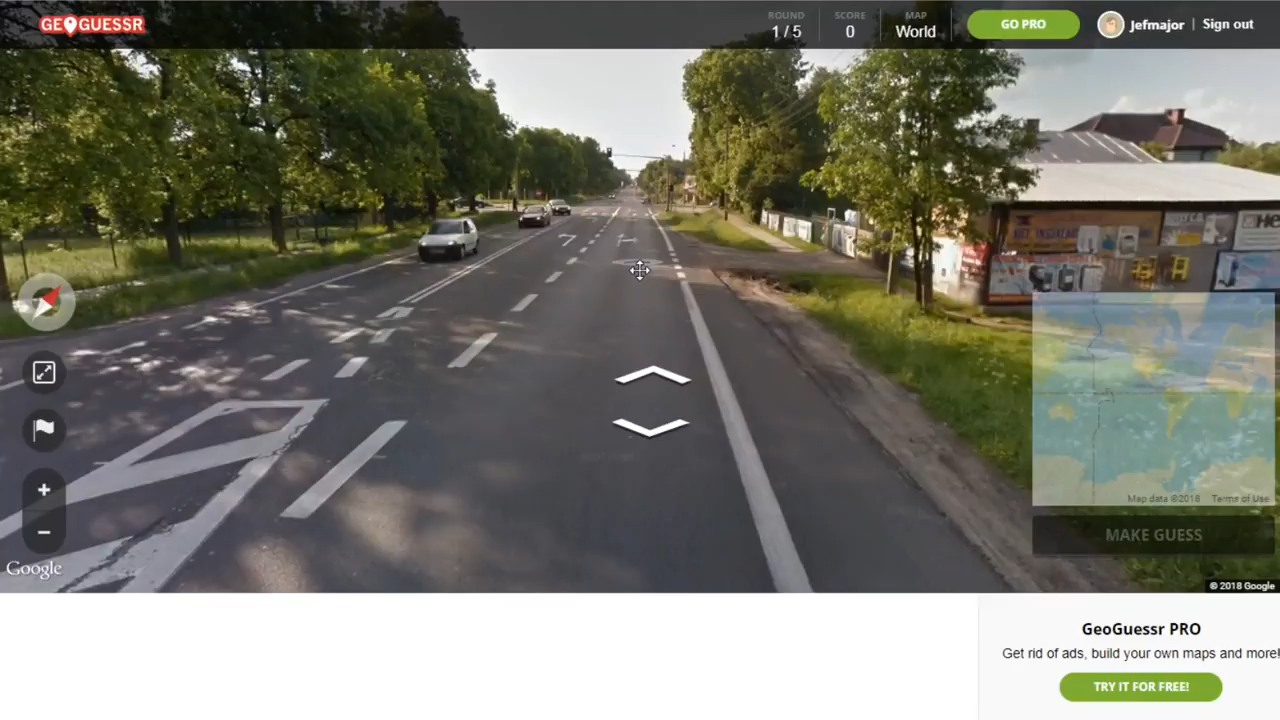 GEOGUESSR
ROUND
1 / 5
SCORE
0
MAP
World
GO PRO
Jefmajor | Sign out
Map data ©2018 Terms of Use
MAKE GUESS
Google
© 2018 Google
GeoGuessr PRO
Get rid of ads, build your own maps and more!
TRY IT FOR FREE!